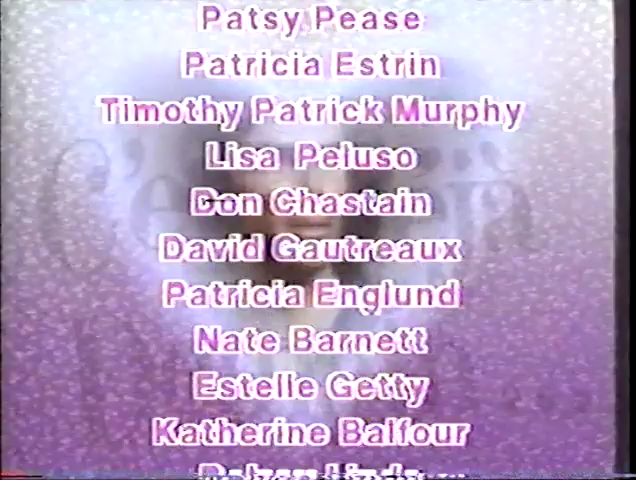 Patsy Pease
Patricia Estrin
Timothy Patrick Murphy
Lisa Peluso
Don Chastain
David Gautreaux
Patricia Englund
Nate Barnett
Estelle Getty
Katherine Balfour